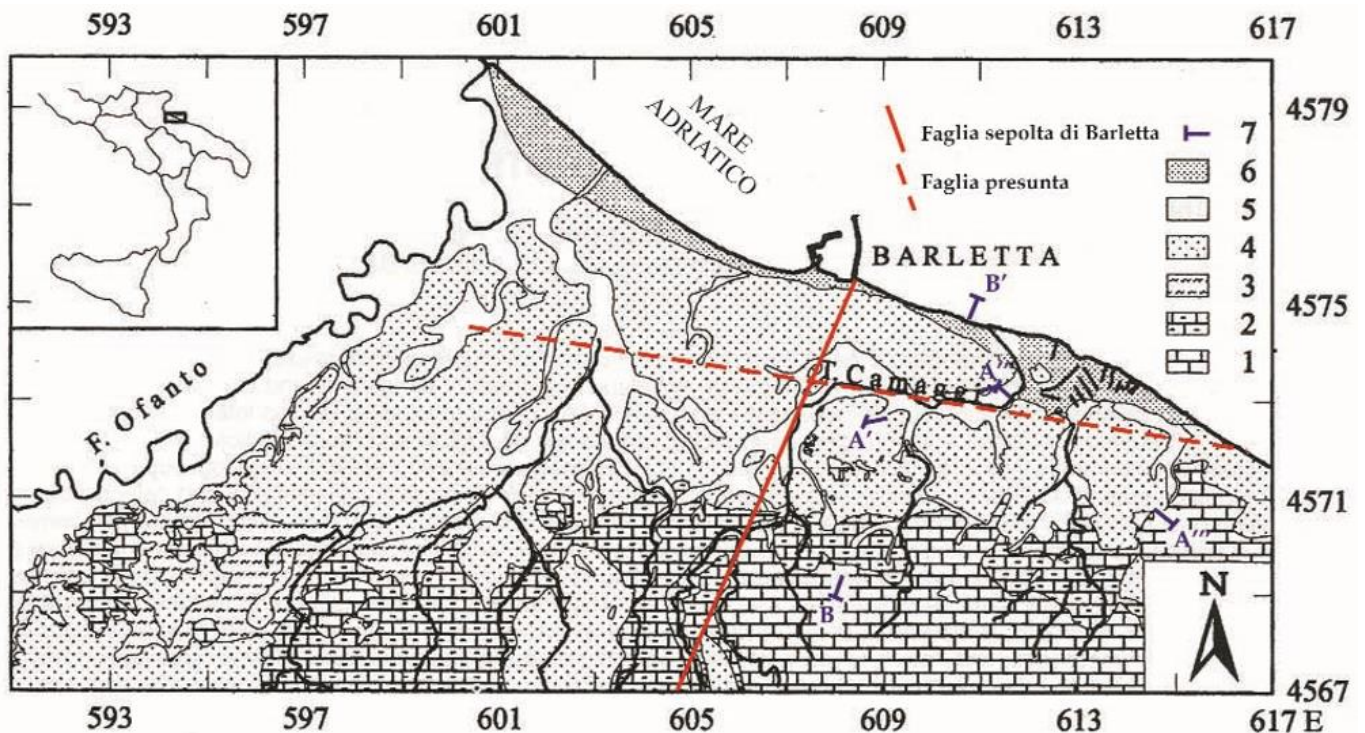 593 597 601 605 609 613 617
4579
MARE
ADRIATICO
Faglia sepolta di Barletta
7
Faglia presunta
6
5
BARLETTA
4
B'
4575
3
2
1
F. Ofanto
T. Camaggi
A''
A'
4571
A'''
B
N
4567
593 597 601 605 609 613 617 E